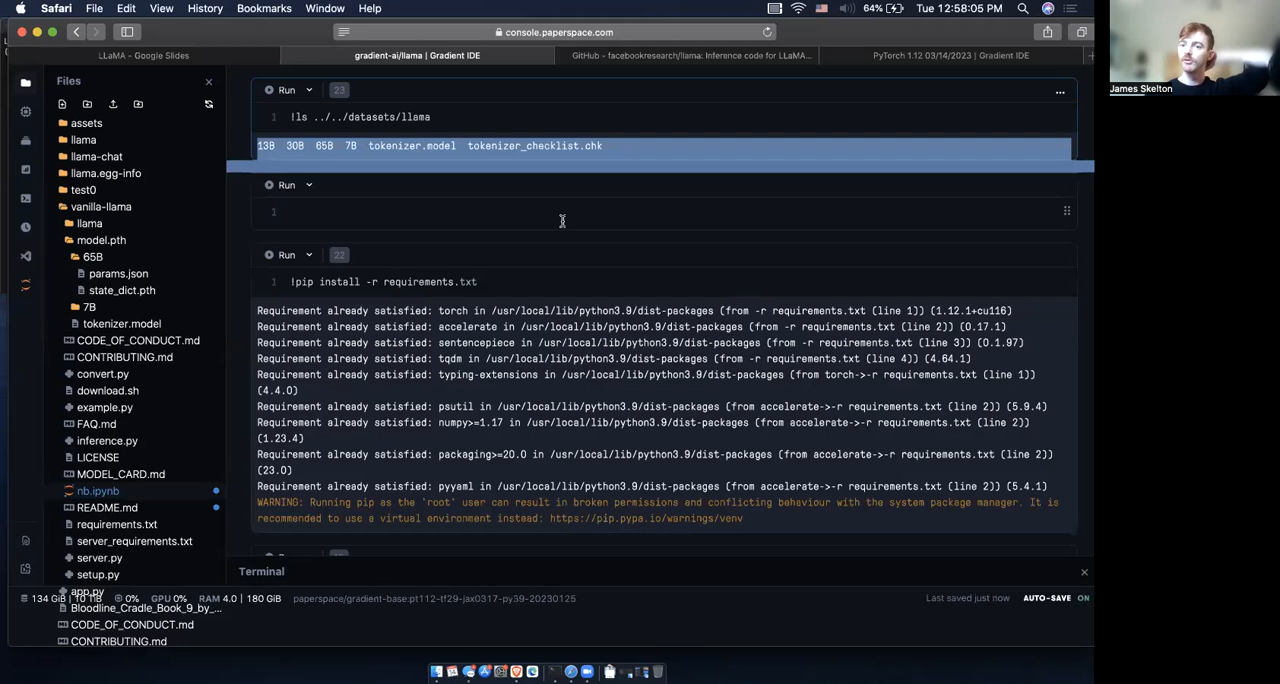 Safari File Edit View History Bookmarks Window Help 64% Tue 12:58:05 PM
console.paperspace.com
LLaMA - Google Slides
gradient-ai/llama | Gradient IDE
GitHub - facebookresearch/llama: Inference code for LLaMA...
PyTorch 1.12 03/14/2023 | Gradient IDE
James Skelton
Files
assets
llama
llama-chat
llama.egg-info
test0
vanilla-llama
llama
model.pth
65B
params.json
state_dict.pth
7B
tokenizer.model
CODE_OF_CONDUCT.md
CONTRIBUTING.md
convert.py
download.sh
example.py
FAQ.md
inference.py
LICENSE
MODEL_CARD.md
nb.ipynb
README.md
requirements.txt
server_requirements.txt
server.py
setup.py
app.py
Bloodline_Cradle_Book_9_by_...
CODE_OF_CONDUCT.md
CONTRIBUTING.md
Run 23
1 !ls ../../datasets/llama
13B 30B 65B 7B tokenizer.model tokenizer_checklist.chk
Run
1
Run 22
1 !pip install -r requirements.txt
Requirement already satisfied: torch in /usr/local/lib/python3.9/dist-packages (from -r requirements.txt (line 1)) (1.12.1+cu116)
Requirement already satisfied: accelerate in /usr/local/lib/python3.9/dist-packages (from -r requirements.txt (line 2)) (0.17.1)
Requirement already satisfied: sentencepiece in /usr/local/lib/python3.9/dist-packages (from -r requirements.txt (line 3)) (0.1.97)
Requirement already satisfied: tqdm in /usr/local/lib/python3.9/dist-packages (from -r requirements.txt (line 4)) (4.64.1)
Requirement already satisfied: typing-extensions in /usr/local/lib/python3.9/dist-packages (from torch->-r requirements.txt (line 1))
(4.4.0)
Requirement already satisfied: psutil in /usr/local/lib/python3.9/dist-packages (from accelerate->-r requirements.txt (line 2)) (5.9.4)
Requirement already satisfied: numpy>=1.17 in /usr/local/lib/python3.9/dist-packages (from accelerate->-r requirements.txt (line 2))
(1.23.4)
Requirement already satisfied: packaging>=20.0 in /usr/local/lib/python3.9/dist-packages (from accelerate->-r requirements.txt (line 2))
(23.0)
Requirement already satisfied: pyyaml in /usr/local/lib/python3.9/dist-packages (from accelerate->-r requirements.txt (line 2)) (5.4.1)
WARNING: Running pip as the 'root' user can result in broken permissions and conflicting behaviour with the system package manager. It is
recommended to use a virtual environment instead: https://pip.pypa.io/warnings/venv
Terminal
134 GiB 0% GPU 0% RAM 4.0 | 180 GiB paperspace/gradient-base:pt112-tf29-jax0317-py39-20230125 Last saved just now AUTO-SAVE ON